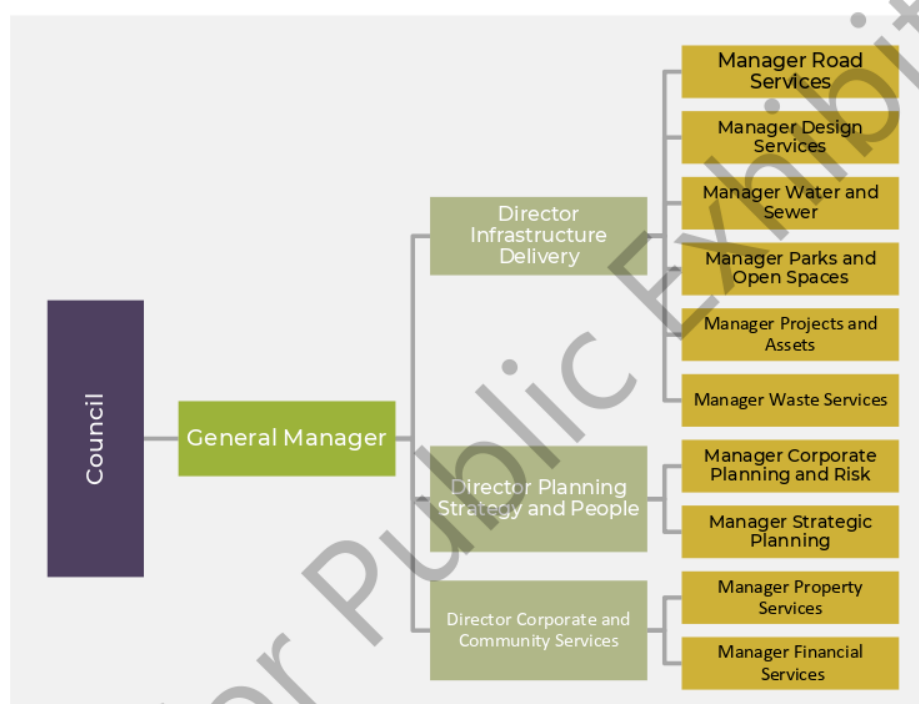 Council
General Manager
Director
Infrastructure
Delivery
Director Planning
Strategy and People
Director Corporate and
Community Services
Manager Road
Services
Manager Design
Services
Manager Water and
Sewer
Manager Parks and
Open Spaces
Manager Projects and
Assets
Manager Waste Services
Manager Corporate
Planning and Risk
Manager Strategic
Planning
Manager Property
Services
Manager Financial
Services
Public